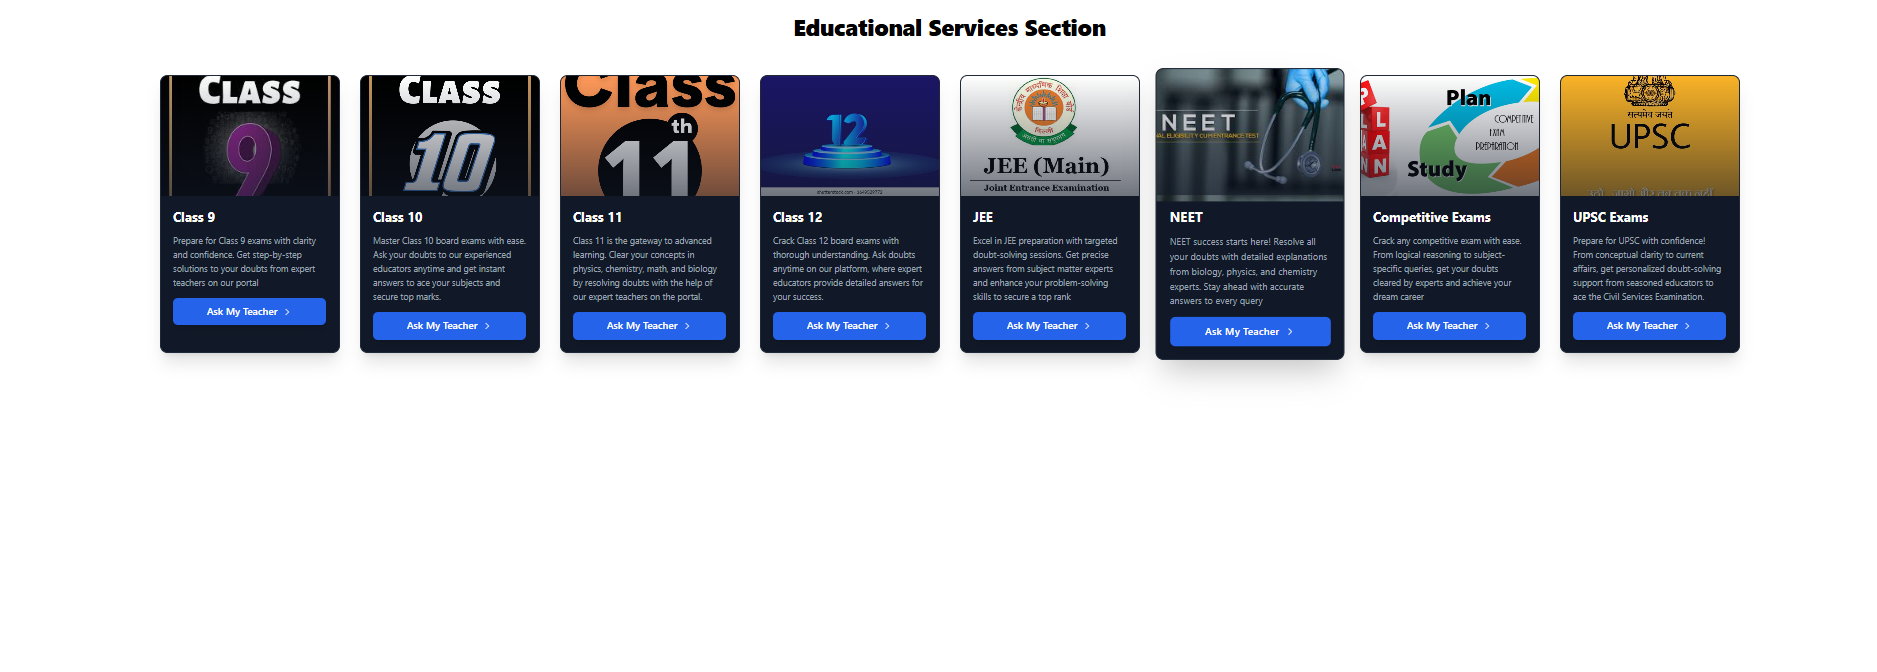 Educational Services Section
CLASS
9
Class 9
Prepare for Class 9 exams with clarity
and confidence. Get step-by-step
solutions to your doubts from expert
teachers on our portal
Ask My Teacher
CLASS
10
Class 10
Master Class 10 board exams with ease.
Ask your doubts to our experienced
educators anytime and get instant
answers to ace your subjects and
secure top marks.
Ask My Teacher
Class
th
11
Class 11
Class 11 is the gateway to advanced
learning. Clear your concepts in
physics, chemistry, math, and biology
by resolving doubts with the help of
our expert teachers on the portal.
Ask My Teacher
12
Class 12
Crack Class 12 board exams with
thorough understanding. Ask doubts
anytime on our platform, where expert
educators provide detailed answers for
your success.
Ask My Teacher
JEE (Main)
Joint Entrance Examination
JEE
Excel in JEE preparation with targeted
doubt-solving sessions. Get precise
answers from subject matter experts
and enhance your problem-solving
skills to secure a top rank
Ask My Teacher
NEET
AL ELIGIBILITY CUM ENTRANCE TEST
NEET
NEET success starts here! Resolve all
your doubts with detailed explanations
from biology, physics, and chemistry
experts. Stay ahead with accurate
answers to every query
Ask My Teacher
P
L L
A A
N N
Plan
COMPETITIVE
EXAM
PREPARATION
Study
Competitive Exams
Crack any competitive exam with ease.
From logical reasoning to subject-
specific queries, get your doubts
cleared by experts and achieve your
dream career
Ask My Teacher
सत्यमेव जयते
UPSC
UPSC Exams
Prepare for UPSC with confidence!
From conceptual clarity to current
affairs, get personalized doubt-solving
support from seasoned educators to
ace the Civil Services Examination.
Ask My Teacher